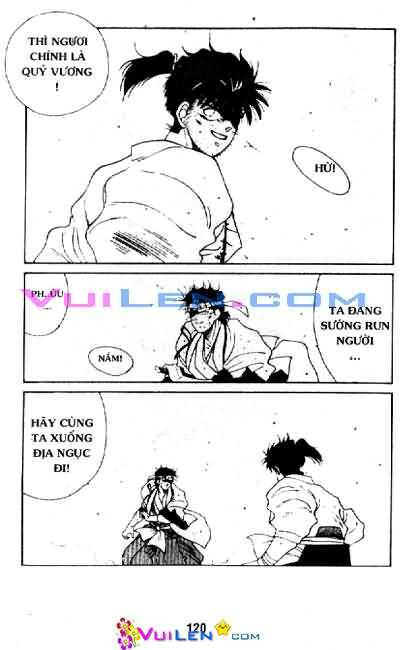 THÌ NGƯƠI
CHÍNH LÀ
QUỶ VƯƠNG
!
HỪ!
PH..ÙU
...
VUILEN.COM
NÁM!
TA ĐANG
SƯỚNG RUN
NGƯỜI
...
HÃY CÙNG
TA XUỐNG
ĐỊA NGỤC
ĐI!
120
VUILEN.COM